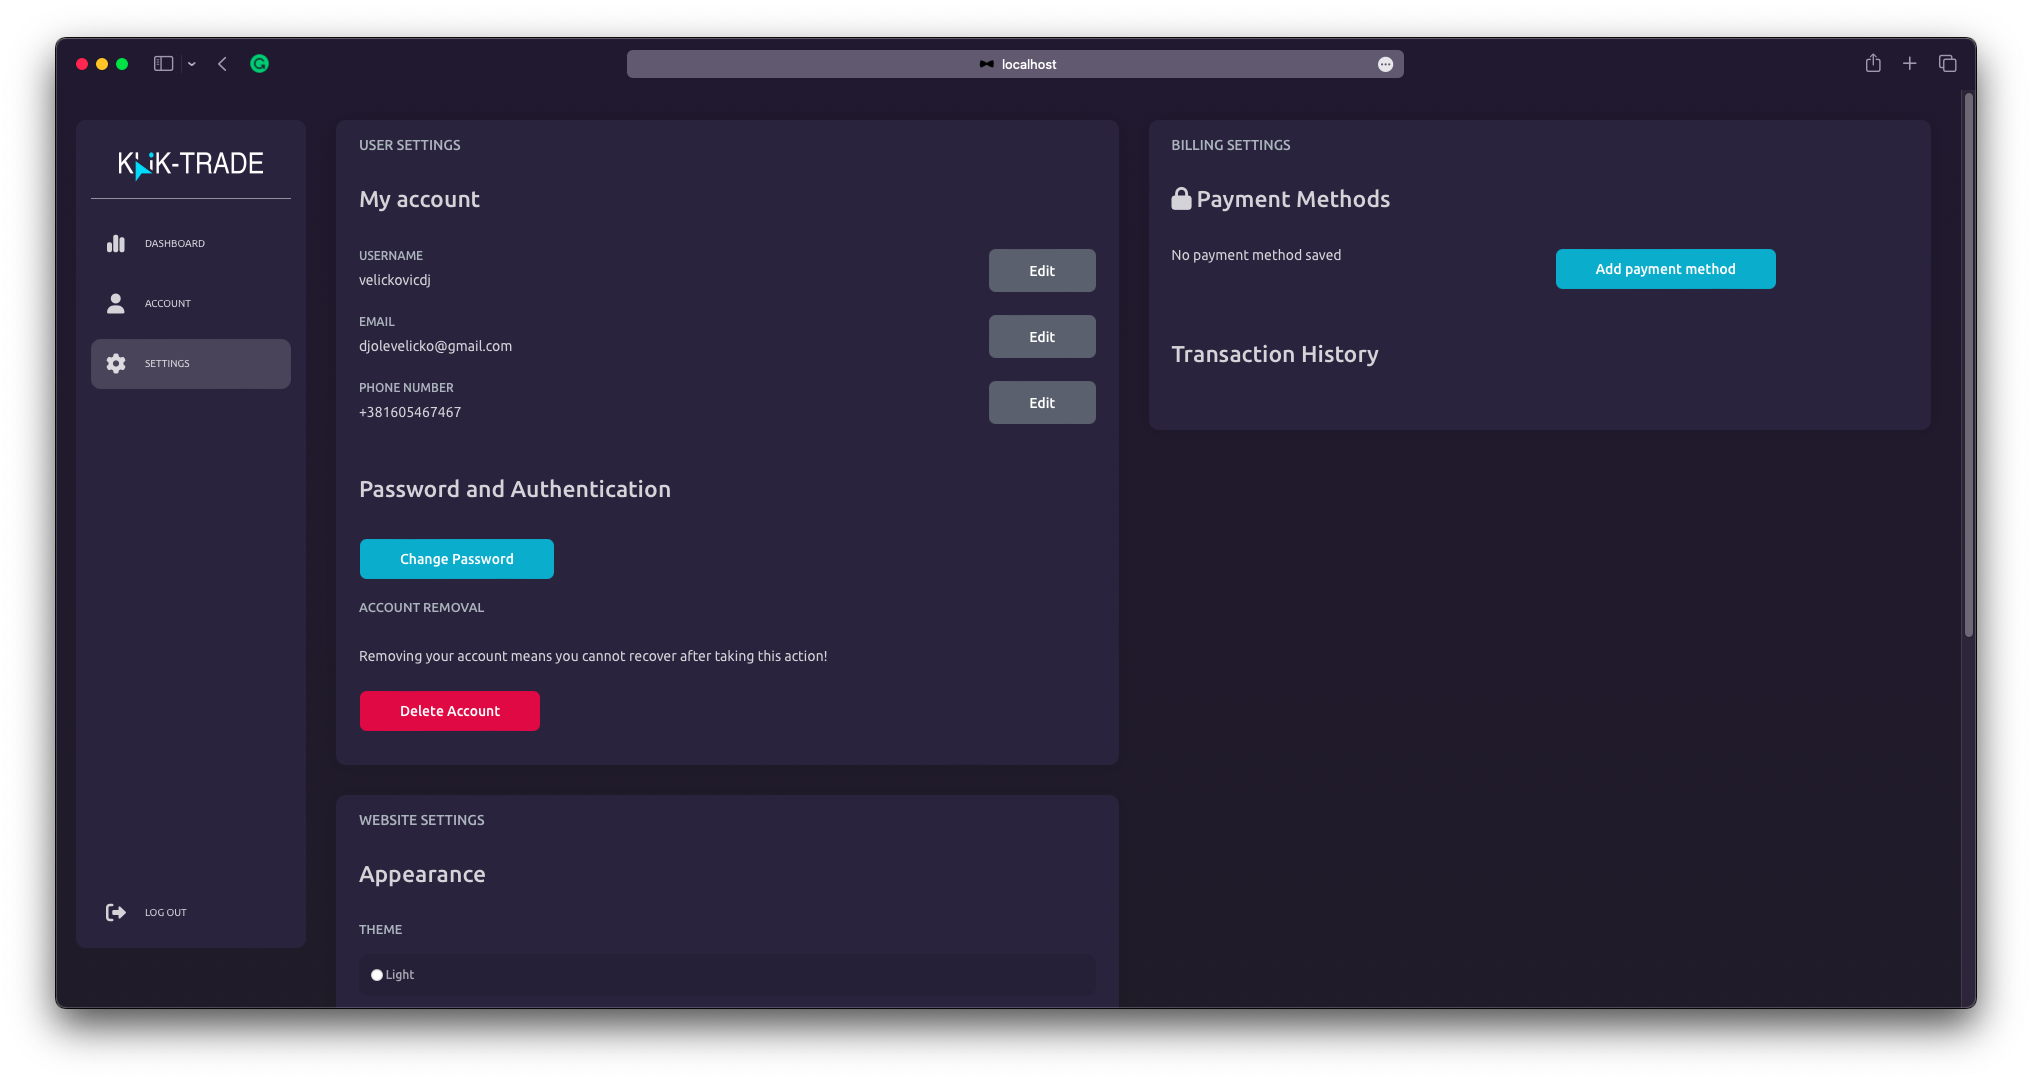 localhost
KLIK-TRADE
DASHBOARD
ACCOUNT
SETTINGS
LOG OUT
USER SETTINGS
My account
USERNAME
velickovicdj
Edit
EMAIL
djolevelicko@gmail.com
Edit
PHONE NUMBER
+381605467467
Edit
Password and Authentication
Change Password
ACCOUNT REMOVAL
Removing your account means you cannot recover after taking this action!
Delete Account
WEBSITE SETTINGS
Appearance
THEME
Light
BILLING SETTINGS
Payment Methods
No payment method saved
Add payment method
Transaction History